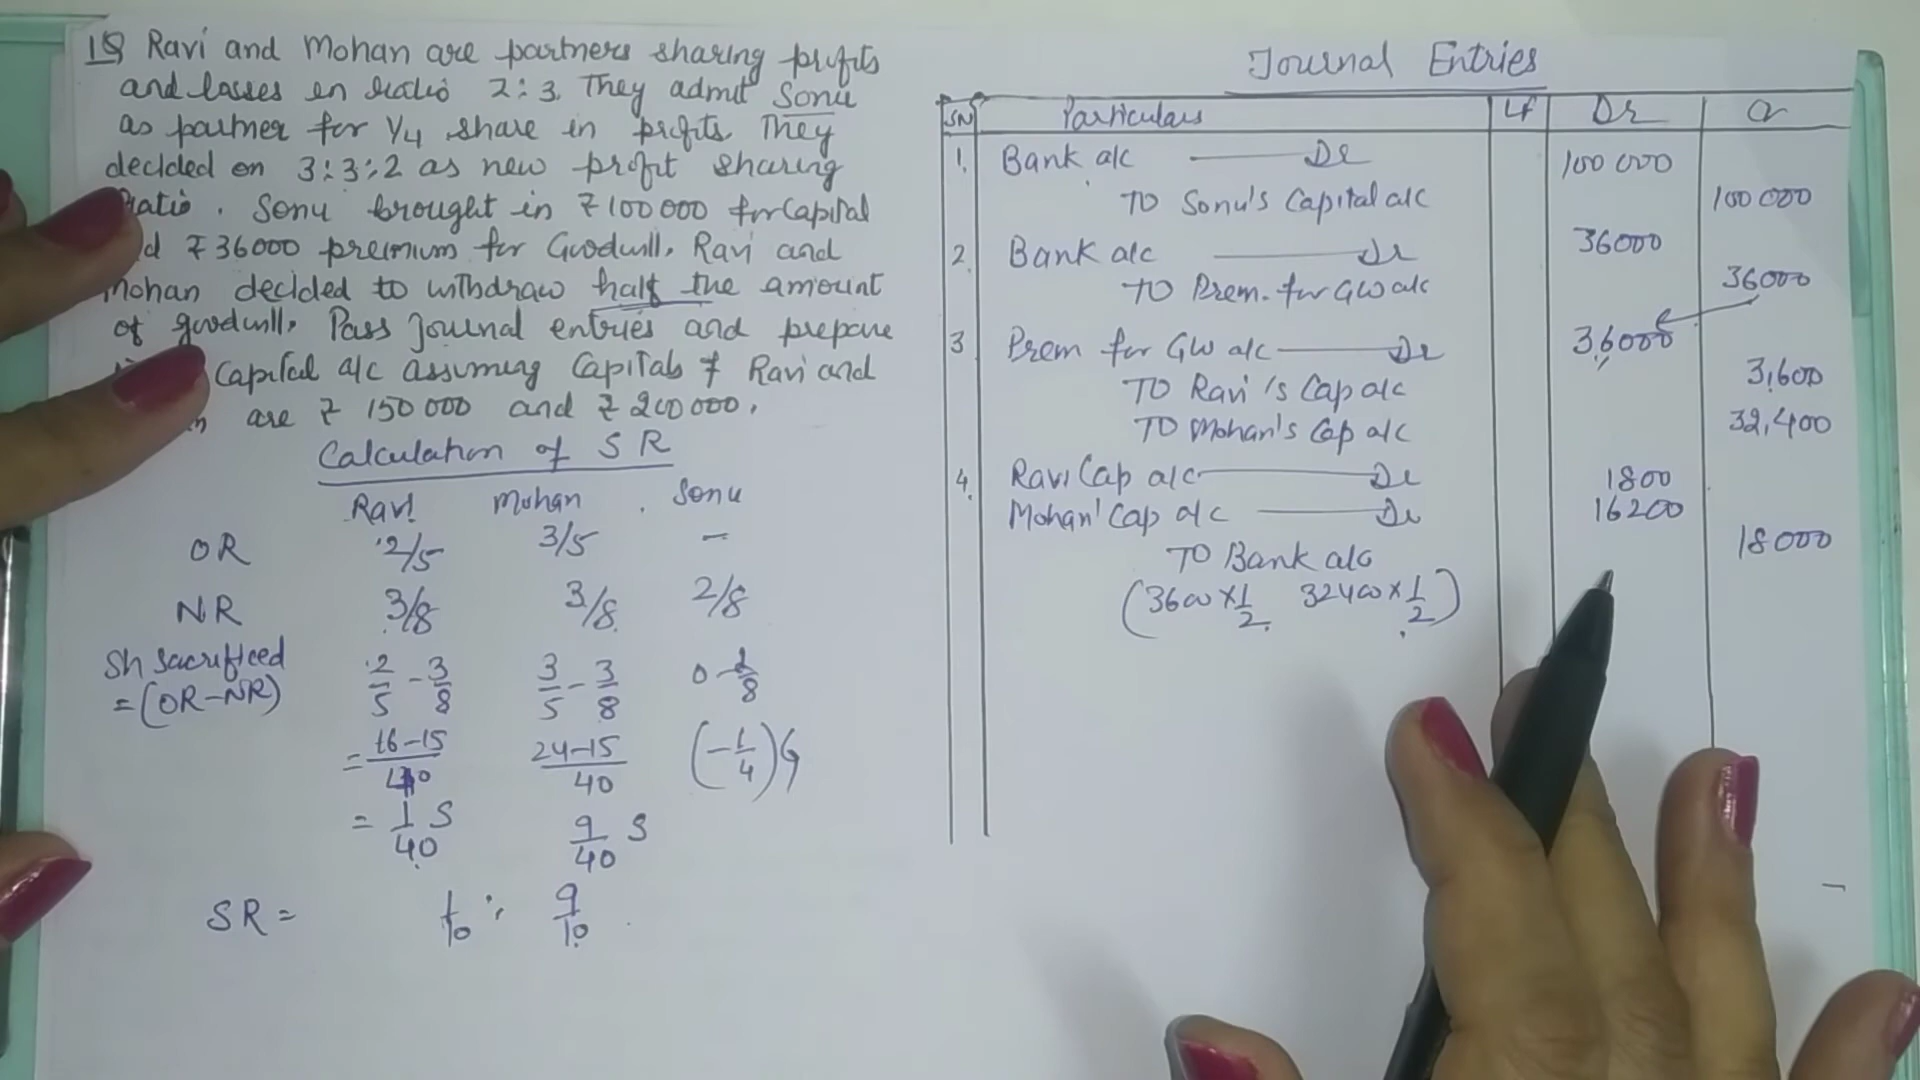 1Q Ravi and Mohan are partners sharing profits
and losses in ratio 2:3. They admit Sonu
as partner for 1/4 share in profits. They
decided on 3:3:2 as new profit sharing
Ratio. Sonu brought in ₹100000 for Capital
₹36000 premium for Goodwill. Ravi and
Mohan decided to withdraw half the amount
of goodwill. Pass Journal entries and prepare
Capital a/c assuming Capitals of Ravi and
are ₹ 150000 and ₹200000.
Calculation of SR
Ravi Mohan Sonu
OR 2/5 3/5 —
NR 3/8 3/8 2/8
Sh sacrificed
=(OR-NR) 2/5 - 3/8 3/5 - 3/8 0 - 2/8
= 16-15/40 24-15/40 (-1/4)G
= 1/40 S 9/40 S
SR = 1/10 : 9/10
Journal Entries
SN Particulars LF Dr Cr
1. Bank a/c — Dr 100000
To Sonu's Capital a/c 100000
2. Bank a/c — Dr 36000
To Prem. for GW a/c 36000
3 Prem for GW a/c — Dr 36000
To Ravi's Cap a/c 3,600
To Mohan's Cap a/c 32,400
4. Ravi Cap a/c — Dr 1800
Mohan' Cap a/c — Dr 16200
To Bank a/c 18000
(3600 × 1/2 32400 × 1/2)